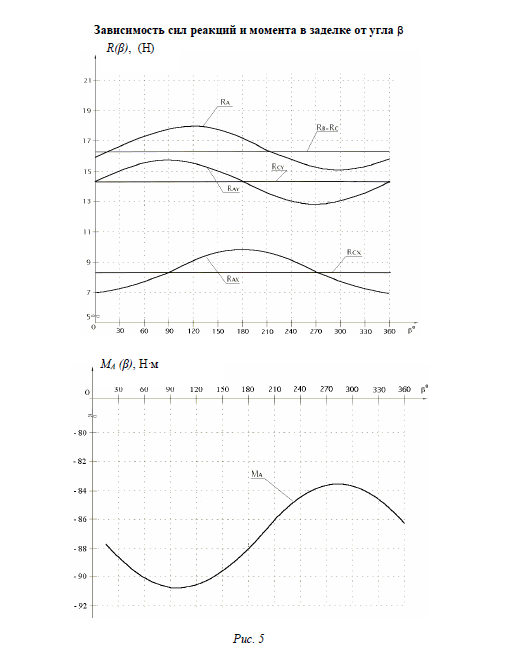 Зависимость сил реакций и момента в заделке от угла β
R(β), (Н)
21
19
17
15
13
11
9
7
5
RA
RB=RC
RCY
RAY
RCX
RAX
0 30 60 90 120 150 180 210 240 270 300 330 360 β°
MA (β), Н·м
0 30 60 90 120 150 180 210 240 270 300 330 360 β°
-80
-82
-84
-86
-88
-90
-92
MA
Рис. 5